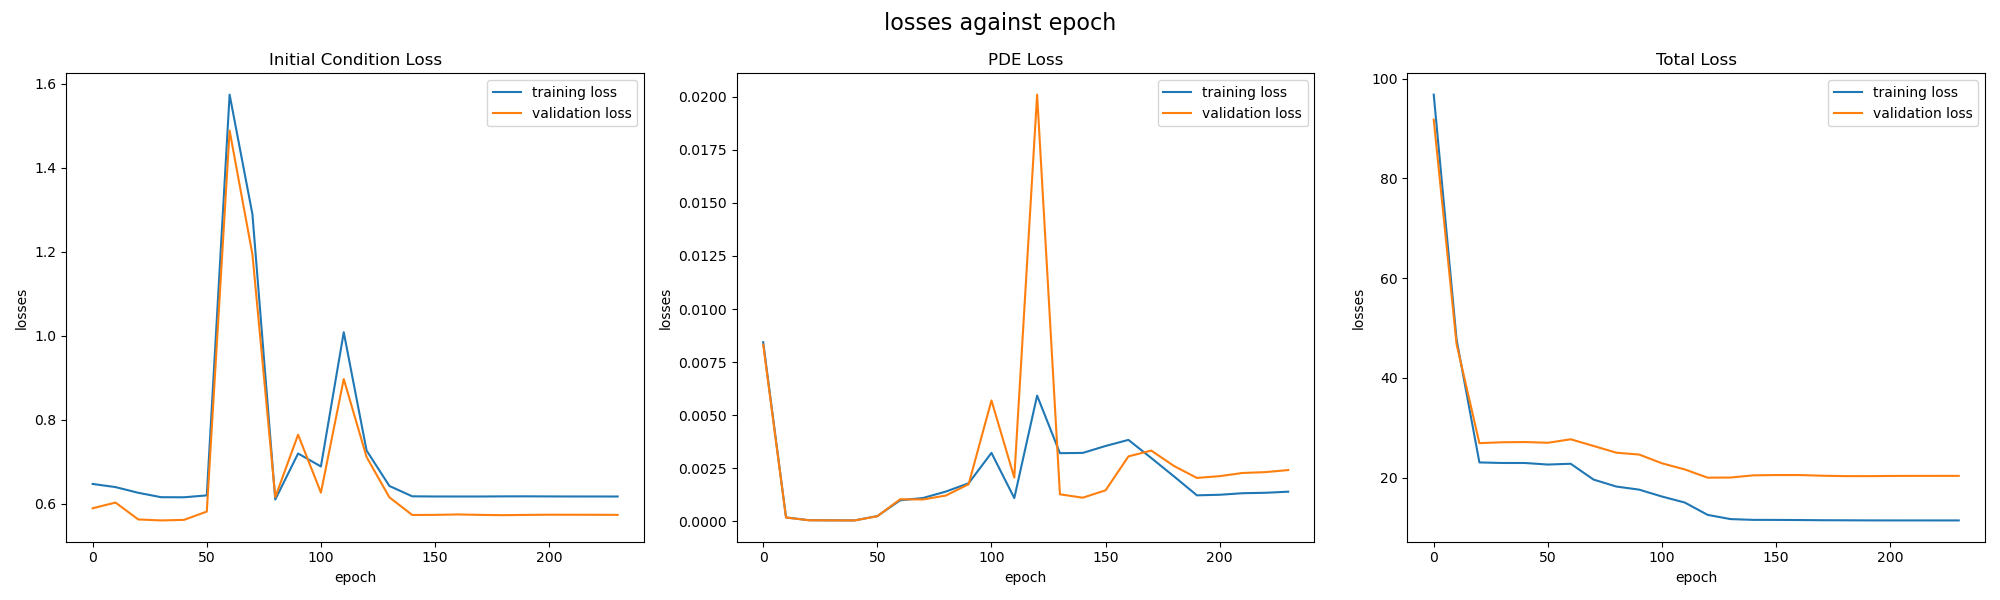 losses against epoch
Initial Condition Loss
1.6
1.4
1.2
1.0
0.8
0.6
losses
training loss
validation loss
0
50
100
150
200
epoch
PDE Loss
0.0200
0.0175
0.0150
0.0125
0.0100
0.0075
0.0050
0.0025
0.0000
losses
training loss
validation loss
0
50
100
150
200
epoch
Total Loss
100
80
60
40
20
losses
training loss
validation loss
0
50
100
150
200
epoch